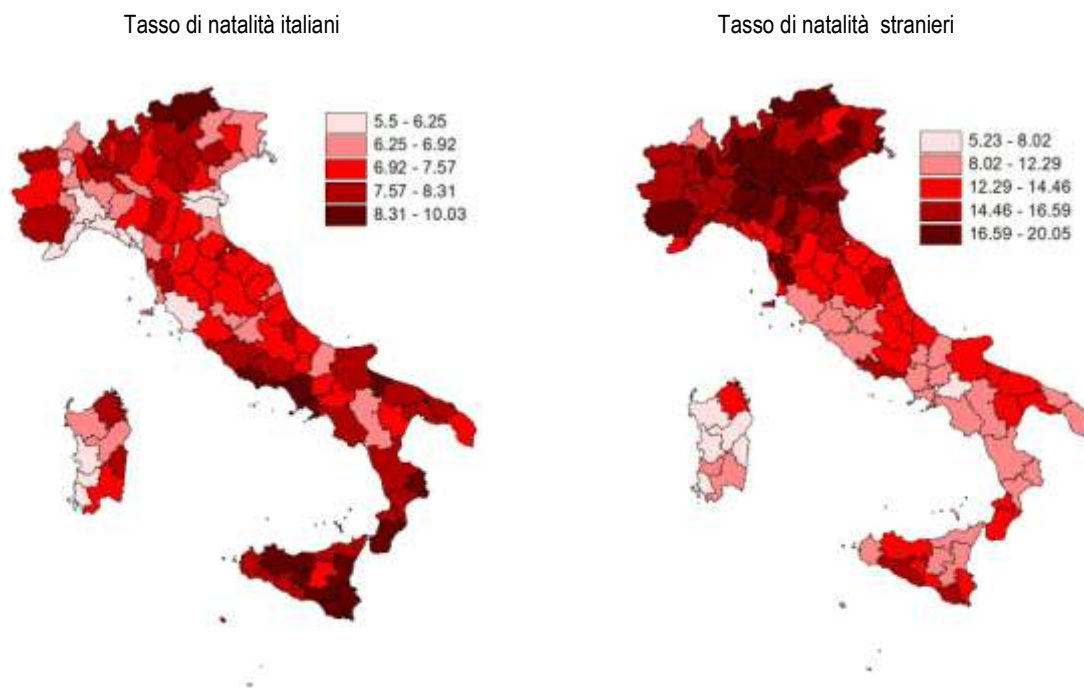 Tasso di natalità italiani
Tasso di natalità stranieri
5.5 - 6.25
6.25 - 6.92
6.92 - 7.57
7.57 - 8.31
8.31 - 10.03
5.23 - 8.02
8.02 - 12.29
12.29 - 14.46
14.46 - 16.59
16.59 - 20.05